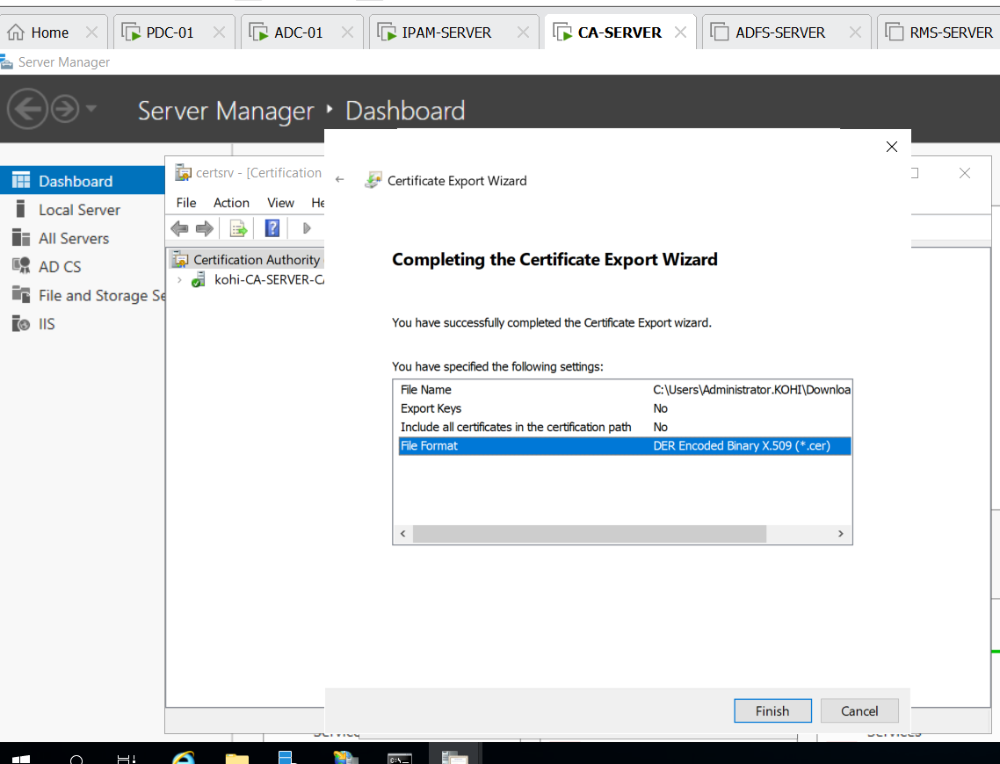 Home
PDC-01
ADC-01
IPAM-SERVER
CA-SERVER
ADFS-SERVER
RMS-SERVER
Server Manager
Server Manager
Dashboard
Dashboard
Local Server
All Servers
AD CS
File and Storage Se
IIS
certsrv - [Certification
File Action View He
Certification Authority
kohi-CA-SERVER-CA
Certificate Export Wizard
Completing the Certificate Export Wizard
You have successfully completed the Certificate Export wizard.
You have specified the following settings:
File Name C:\Users\Administrator.KOHI\Downloa
Export Keys No
Include all certificates in the certification path No
File Format DER Encoded Binary X.509 (*.cer)
Finish
Cancel